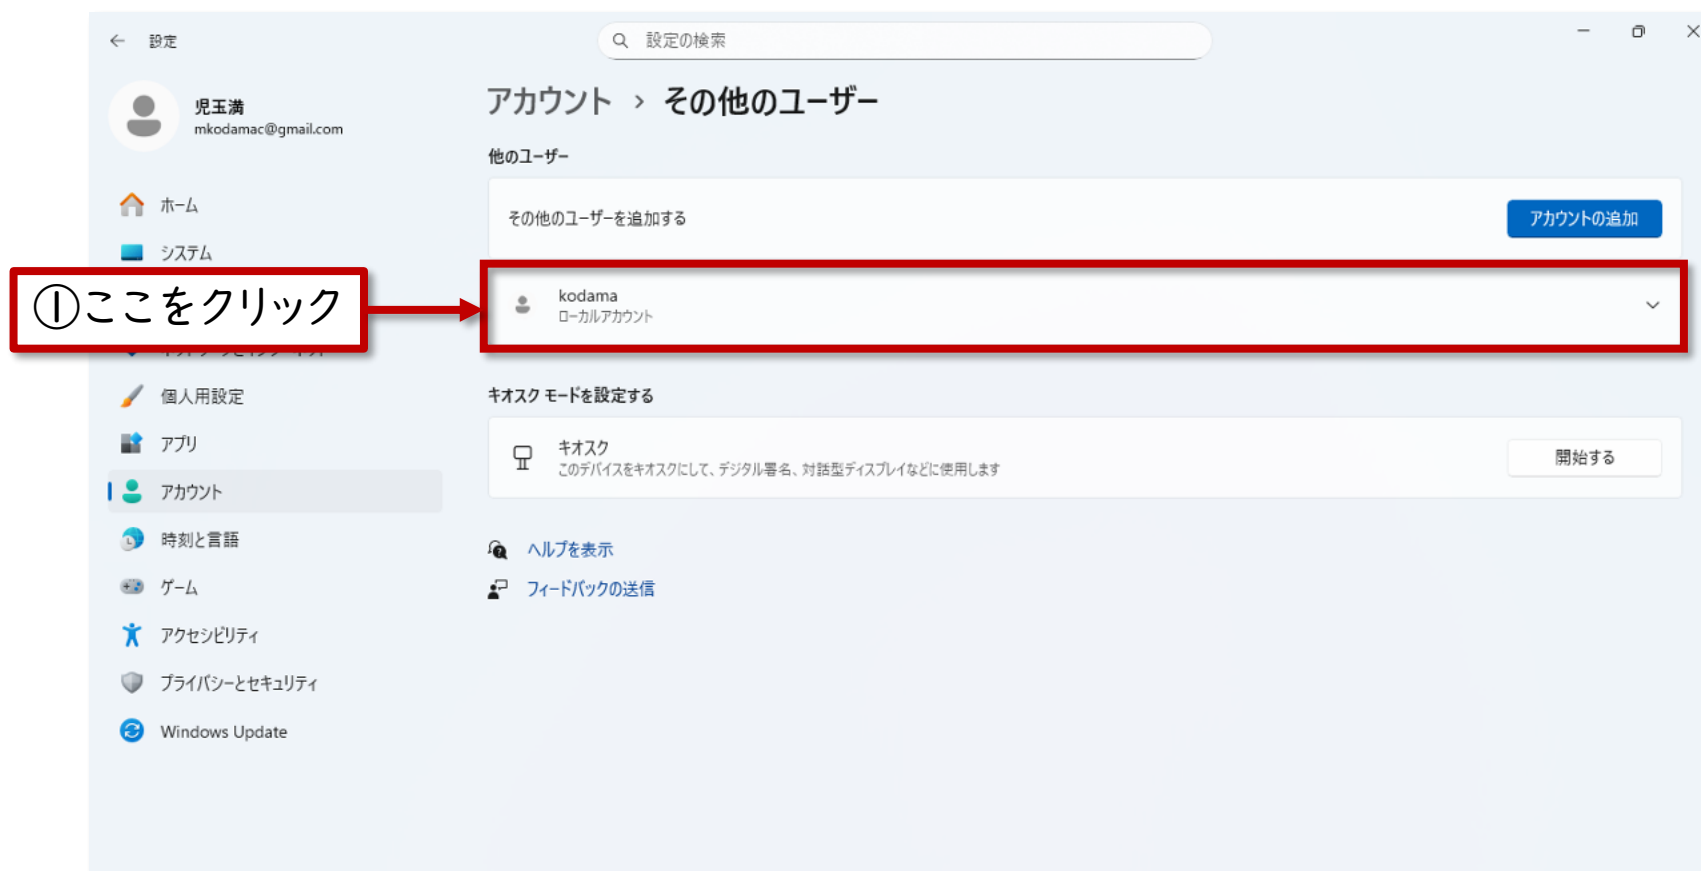 設定
設定の検索
児玉満
mkodamac@gmail.com
アカウント › その他のユーザー
他のユーザー
ホーム
その他のユーザーを追加する
アカウントの追加
システム
①ここをクリック
kodama
ローカルアカウント
個人用設定
キオスク モードを設定する
アプリ
キオスク
このデバイスをキオスクにして、デジタル署名、対話型ディスプレイなどに使用します
開始する
アカウント
時刻と言語
ヘルプを表示
ゲーム
フィードバックの送信
アクセシビリティ
プライバシーとセキュリティ
Windows Update